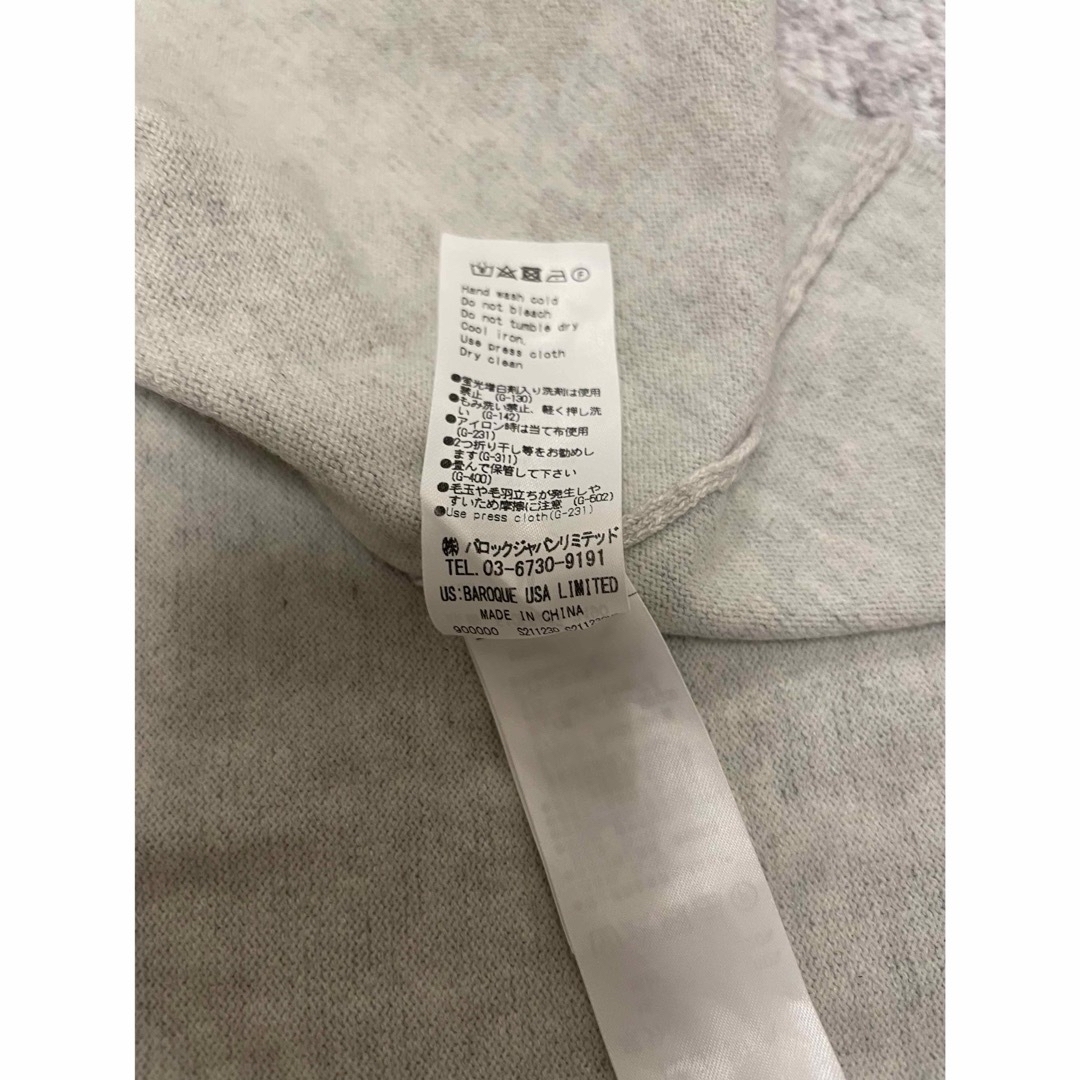 Hand wash cold
Do not bleach
Do not tumble dry
Cool iron.
Use press cloth
Dry clean
●蛍光増白剤入り洗剤は使用
禁止 (G-130)
●もみ洗い禁止、軽く押し洗
い (G-142)
●アイロン時は当て布使用
(G-231)
●2つ折り干し等をお勧めし
ます(G-311)
●畳んで保管して下さい
(G-400)
●毛玉や毛羽立ちが発生しや
すいため摩擦に注意 (G-502)
●Use press cloth(G-231)
㈱ バロックジャパンリミテッド
TEL. 03-6730-9191
US:BAROQUE USA LIMITED
MADE IN CHINA
900000 S211230